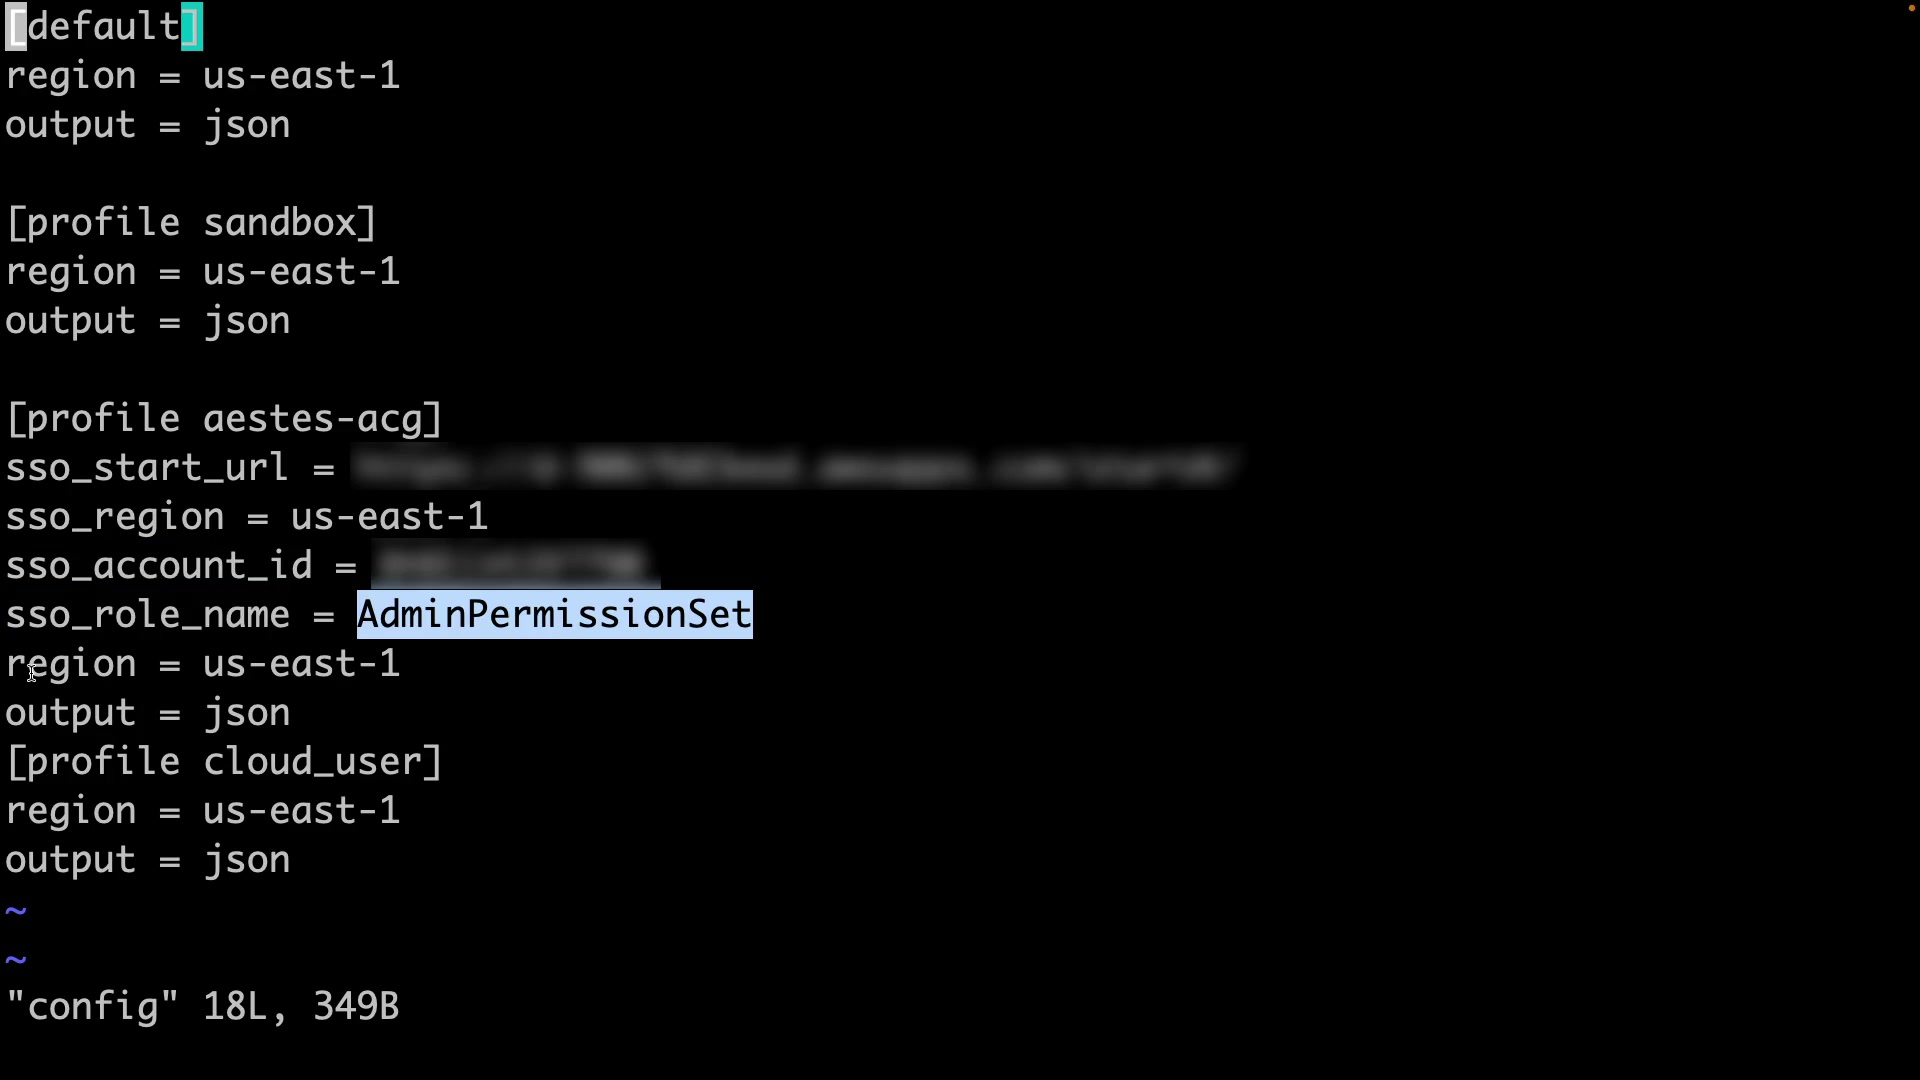 [default]
region = us-east-1
output = json
[profile sandbox]
region = us-east-1
output = json
[profile aestes-acg]
sso_start_url =
sso_region = us-east-1
sso_account_id =
sso_role_name = AdminPermissionSet
region = us-east-1
output = json
[profile cloud_user]
region = us-east-1
output = json
~
~
"config" 18L, 349B